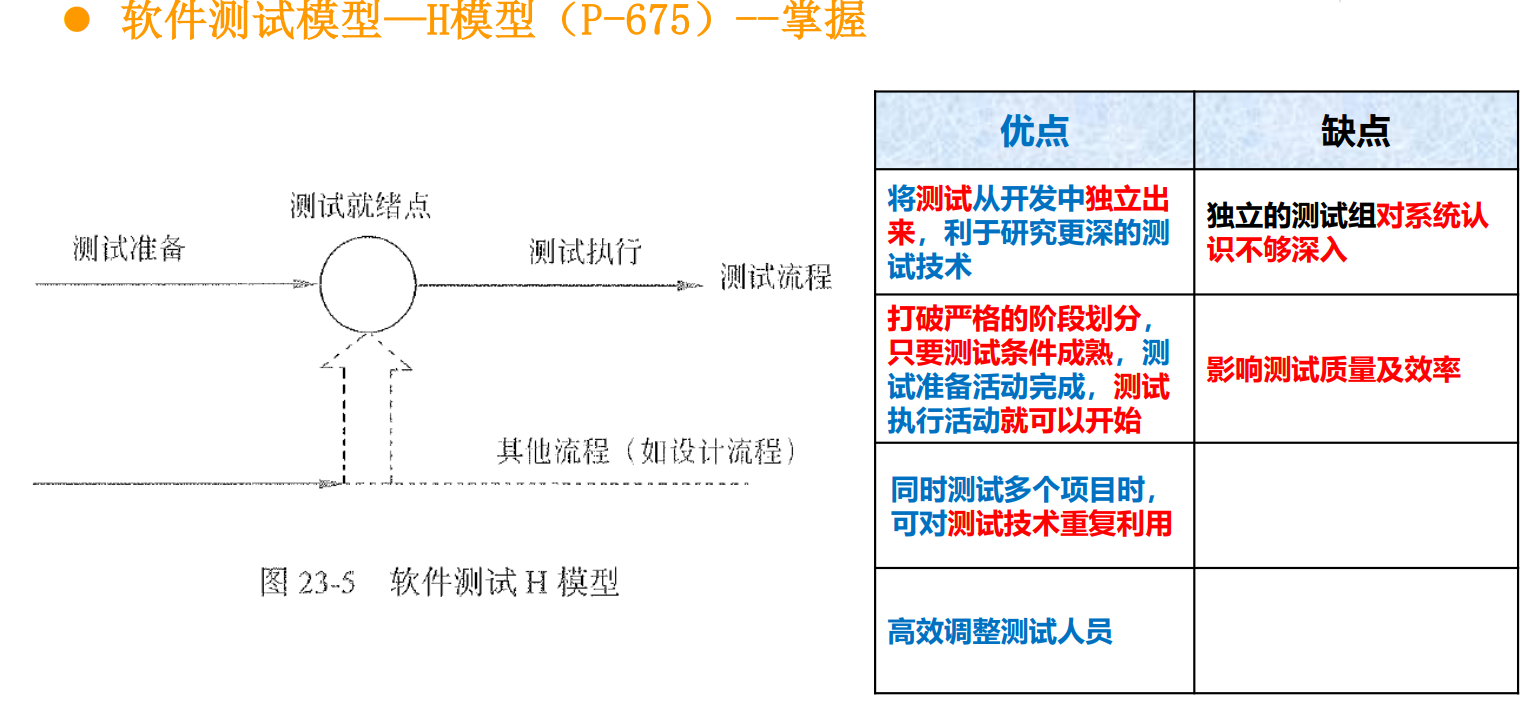 ● 软件测试模型—H模型（P-675）--掌握
测试就绪点
测试准备
测试执行
测试流程
其他流程（如设计流程）
图 23-5 软件测试 H 模型
优点
缺点
将测试从开发中独立出
来，利于研究更深的测
试技术
独立的测试组对系统认
识不够深入
打破严格的阶段划分，
只要测试条件成熟，测
试准备活动完成，测试
执行活动就可以开始
影响测试质量及效率
同时测试多个项目时，
可对测试技术重复利用
高效调整测试人员